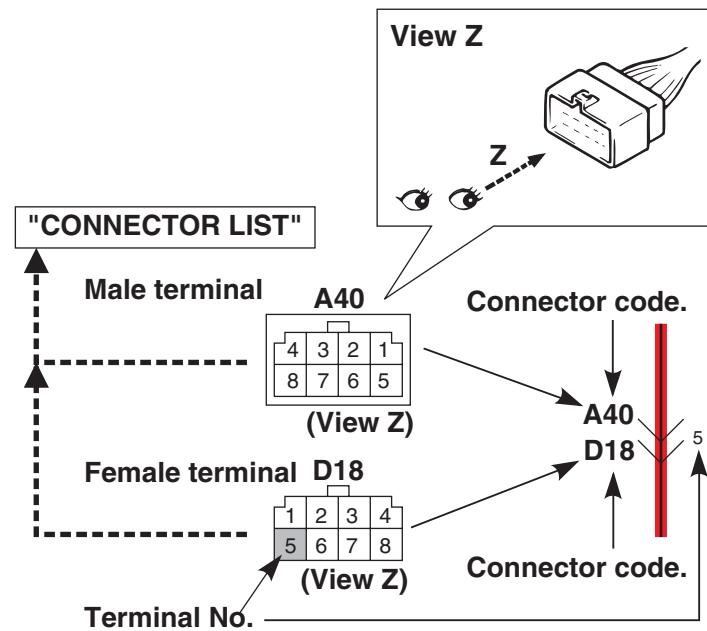 View Z
Z
"CONNECTOR LIST"
Male terminal
A40
Connector code.
4 3 2 1
8 7 6 5
(View Z)
A40
D18
5
Female terminal
D18
1 2 3 4
5 6 7 8
(View Z)
Connector code.
Terminal No.